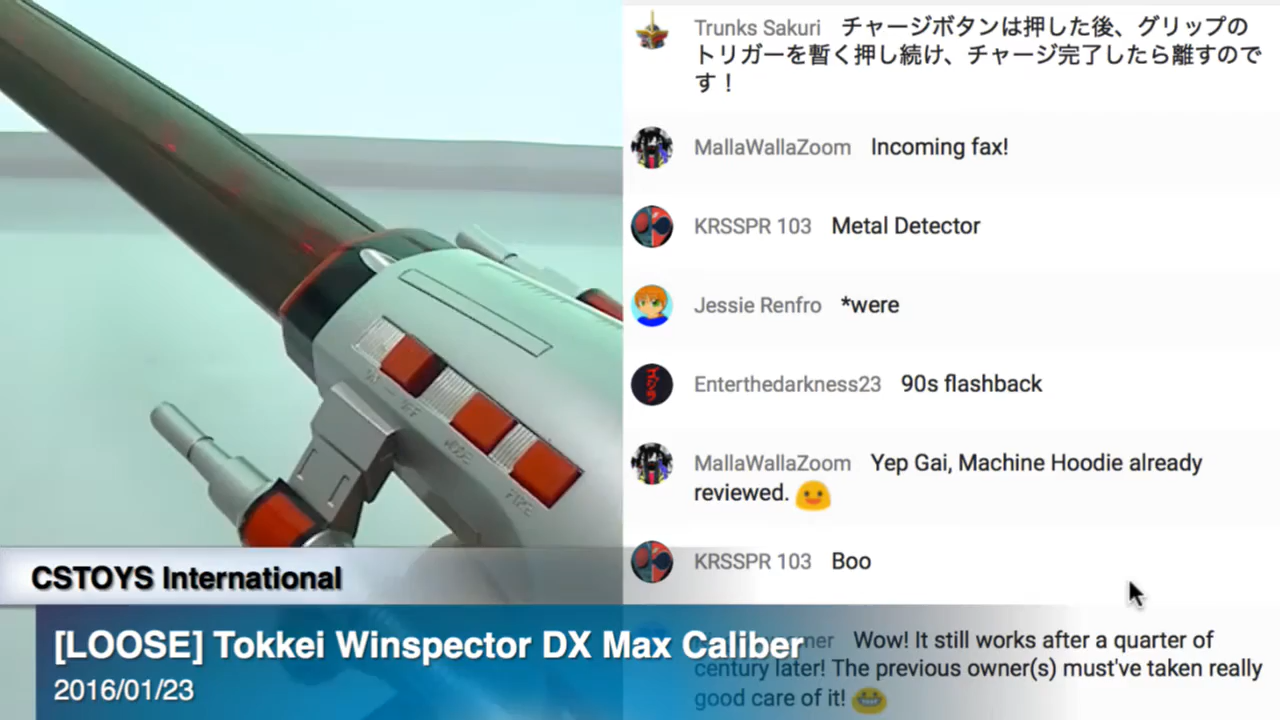 Trunks Sakuri チャージボタンは押した後、グリップの
トリガーを暫く押し続け、チャージ完了したら離すので
す！
MallaWallaZoom Incoming fax!
KRSSPR 103 Metal Detector
Jessie Renfro *were
Enterthedarkness23 90s flashback
MallaWallaZoom Yep Gai, Machine Hoodie already
reviewed.
KRSSPR 103 Boo
Wow! It still works after a quarter of
century later! The previous owner(s) must've taken really
good care of it!
MODE
CSTOYS International
[LOOSE] Tokkei Winspector DX Max Caliber
2016/01/23